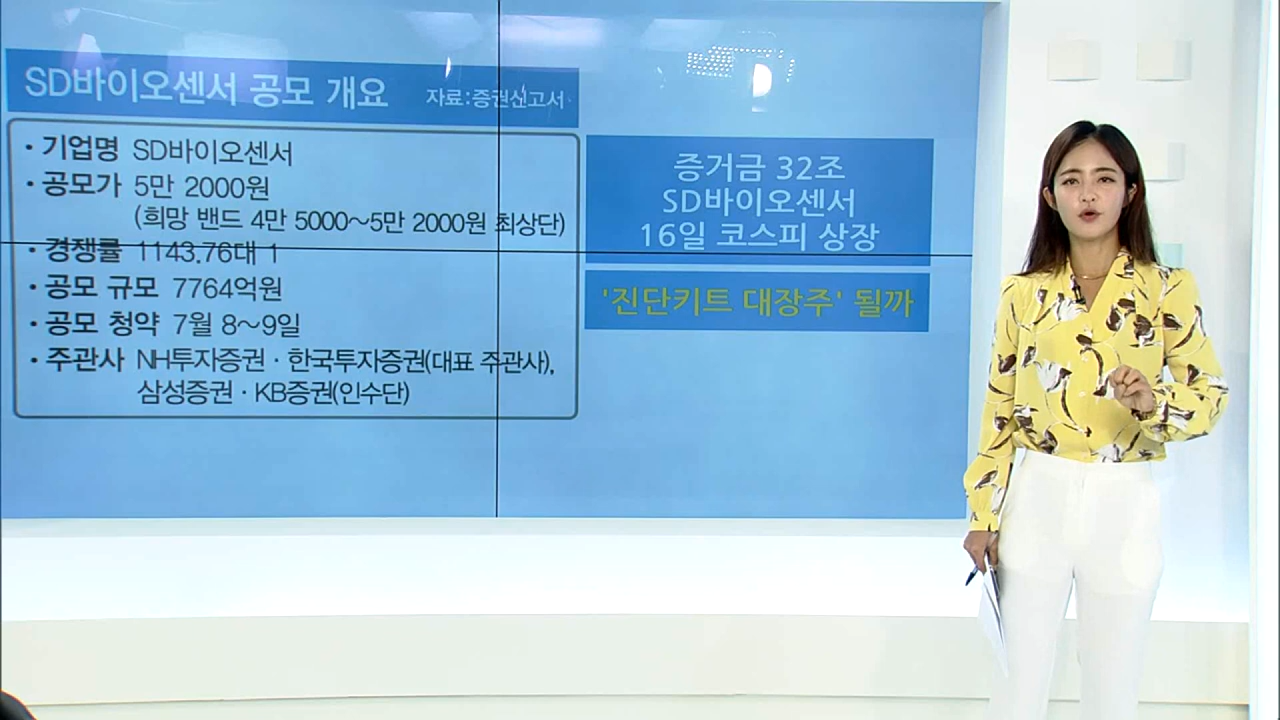 SD바이오센서 공모 개요
자료:증권신고서
• 기업명 SD바이오센서
• 공모가 5만 2000원
(희망 밴드 4만 5000~5만 2000원 최상단)
• 경쟁률 1143.76대 1
• 공모 규모 7764억원
• 공모 청약 7월 8~9일
• 주관사 NH투자증권 · 한국투자증권(대표 주관사),
삼성증권 · KB증권(인수단)
증거금 32조
SD바이오센서
16일 코스피 상장
'진단키트 대장주' 될까